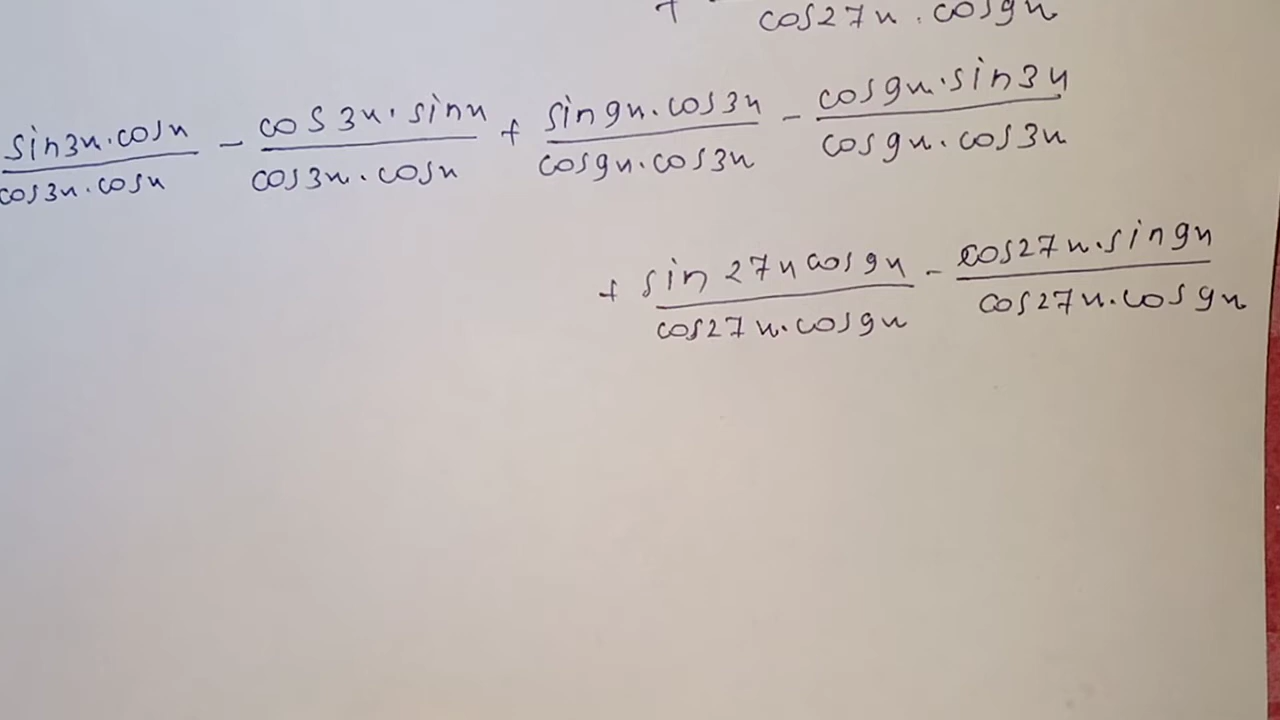 +
cos27x . cos9x
sin3x.cosx / cos3x.cosx - cos3x.sinx / cos3x.cosx + sin9x.cos3x / cos9x.cos3x - cos9x.sin3x / cos9x.cos3x
+ sin27x cos9x / cos27x.cos9x - cos27x.sin9x / cos27x.cos9x